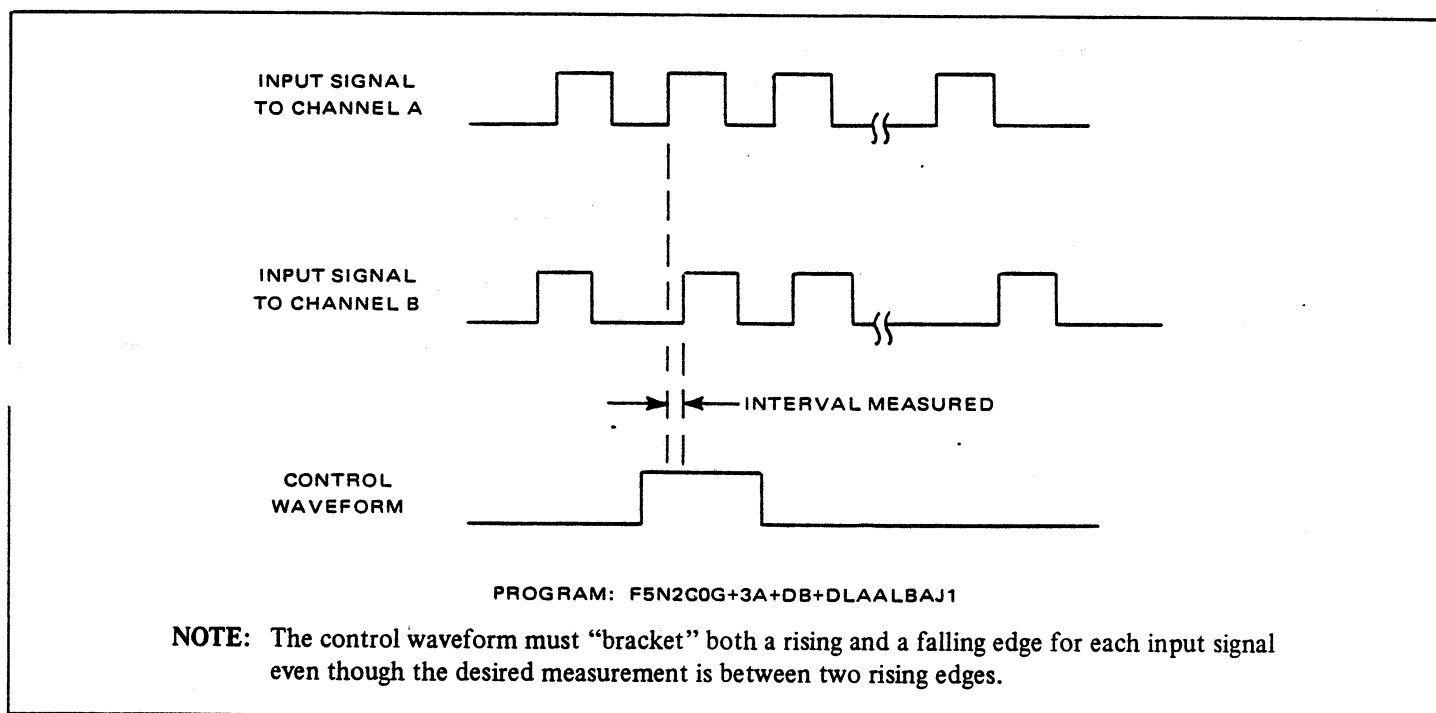 INPUT SIGNAL
TO CHANNEL A
INPUT SIGNAL
TO CHANNEL B
INTERVAL MEASURED
CONTROL
WAVEFORM
PROGRAM: F5N2C0G+3A+DB+DLAALBAJ1
NOTE: The control waveform must “bracket” both a rising and a falling edge for each input signal
even though the desired measurement is between two rising edges.